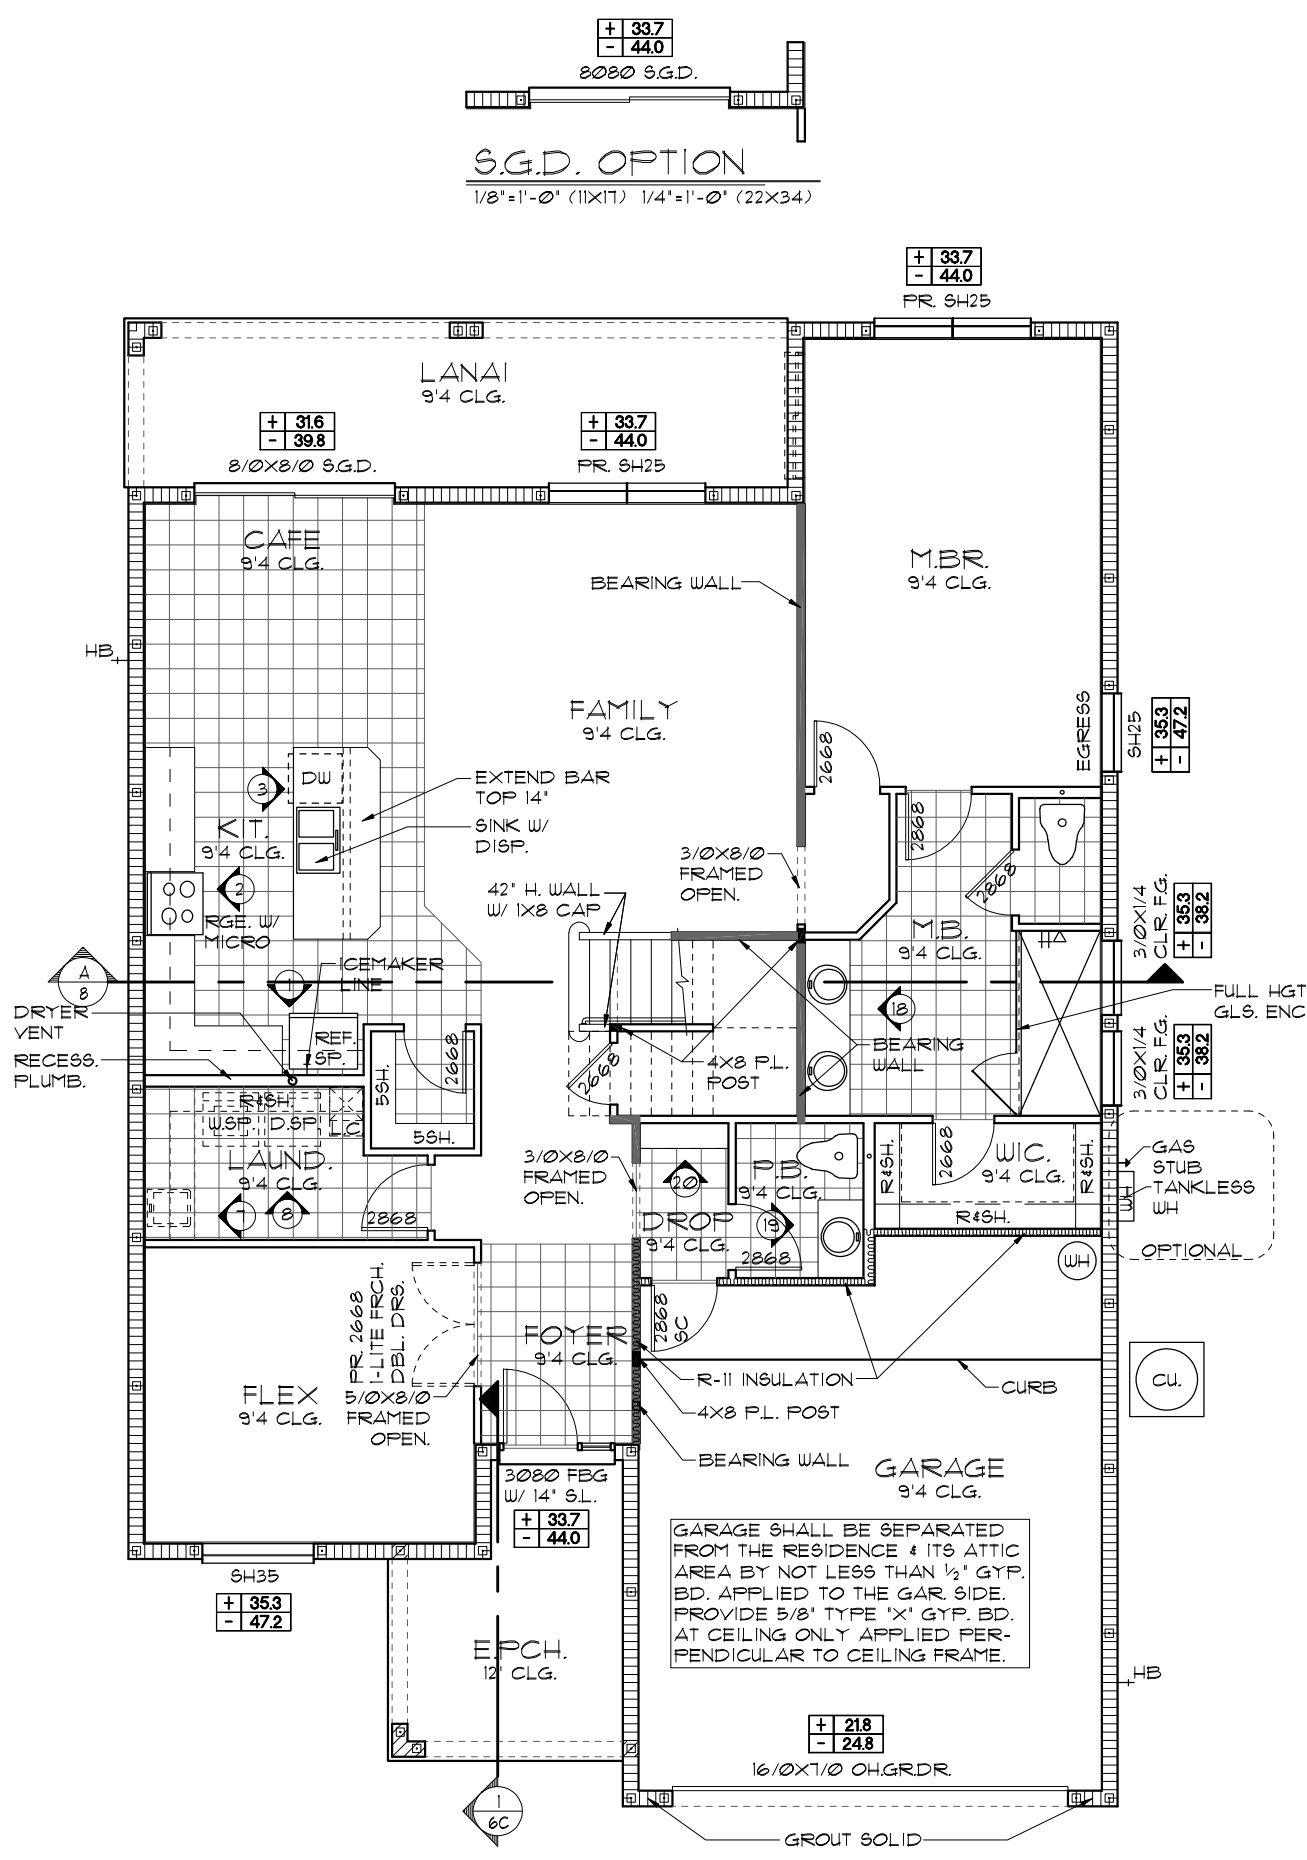 + 33.7
- 44.0
8080 S.G.D.
S.G.D. OPTION
1/8"=1'-0" (11X17) 1/4"=1'-0" (22X34)
+ 33.7
- 44.0
PR. SH25
LANAI
9'4 CLG.
+ 31.6
- 39.8
8/0X8/0 S.G.D.
+ 33.7
- 44.0
PR. SH25
CAFE
9'4 CLG.
M.BR.
9'4 CLG.
BEARING WALL
HB
FAMILY
9'4 CLG.
EGRESS
SH25
+ 35.3
- 47.2
2668
DW
3
EXTEND BAR
TOP 14"
SINK W/
DISP.
KIT.
9'4 CLG.
2
RGE. W/
MICRO
2868
2668
3/0X8/0
FRAMED
OPEN.
42" H. WALL
W/ 1X8 CAP
M.B.
9'4 CLG.
3/0X1/4
CLR. F.G.
+ 35.3
- 38.2
A
8
ICEMAKER
LINE
1
18
FULL HGT
GLS. ENC
DRYER
VENT
RECESS.
PLUMB.
REF.
SP.
2668
5SH.
5SH.
2668
4X8 P.L.
POST
BEARING
WALL
3/0X1/4
CLR. F.G.
+ 35.3
- 38.2
R&SH.
W.SP. D.SP.
L.C.
LAUND.
9'4 CLG.
7
8
2868
3/0X8/0
FRAMED
OPEN.
20
DROP
9'4 CLG.
P.B.
9'4 CLG.
19
2868
R&SH.
2668
W.I.C.
9'4 CLG.
R&SH.
R&SH.
GAS
STUB
TANKLESS
WH
WH
OPTIONAL
WH
PR. 2668
1-LITE FRCH.
DBL. DRS.
FOYER
9'4 CLG.
2868
SC
FLEX
9'4 CLG.
5/0X8/0
FRAMED
OPEN.
R-11 INSULATION
CURB
CU.
4X8 P.L. POST
BEARING WALL
GARAGE
9'4 CLG.
3080 FBG
W/ 14" S.L.
+ 33.7
- 44.0
GARAGE SHALL BE SEPARATED
FROM THE RESIDENCE & ITS ATTIC
AREA BY NOT LESS THAN ½" GYP.
BD. APPLIED TO THE GAR. SIDE.
PROVIDE 5/8" TYPE "X" GYP. BD.
AT CEILING ONLY APPLIED PER-
PENDICULAR TO CEILING FRAME.
SH35
+ 35.3
- 47.2
E.PCH.
12' CLG.
HB
+ 21.8
- 24.8
16/0X7/0 OH.GR.DR.
1
6C
GROUT SOLID